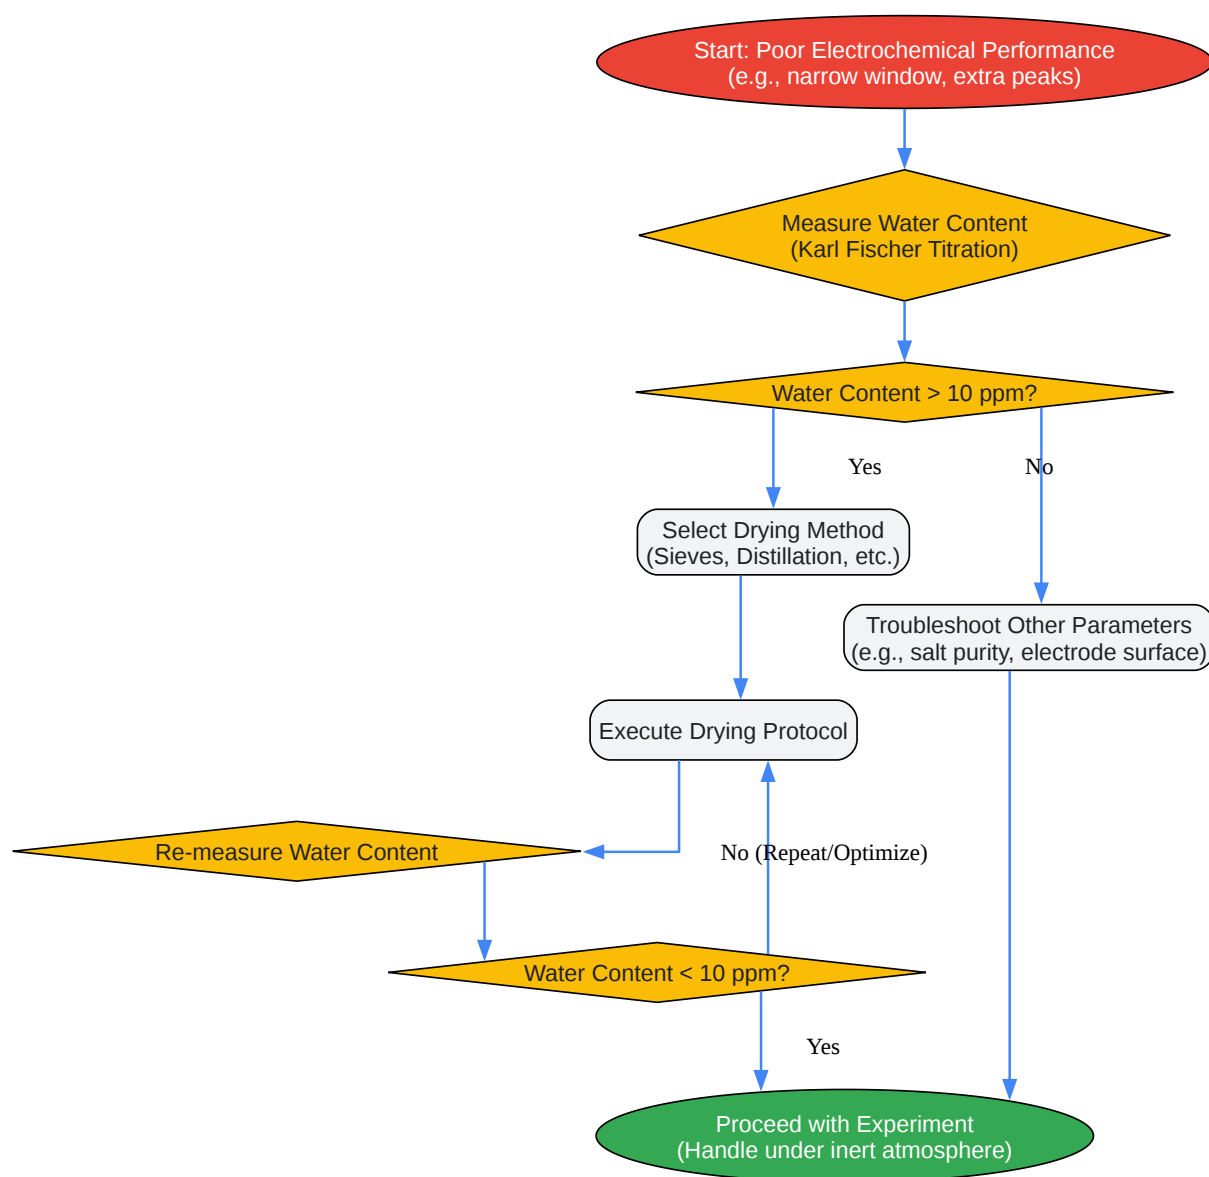 Start: Poor Electrochemical Performance
(e.g., narrow window, extra peaks)
Measure Water Content
(Karl Fischer Titration)
Water Content > 10 ppm?
Yes
No
Select Drying Method
(Sieves, Distillation, etc.)
Troubleshoot Other Parameters
(e.g., salt purity, electrode surface)
Execute Drying Protocol
Re-measure Water Content
No (Repeat/Optimize)
Water Content < 10 ppm?
Yes
Proceed with Experiment
(Handle under inert atmosphere)